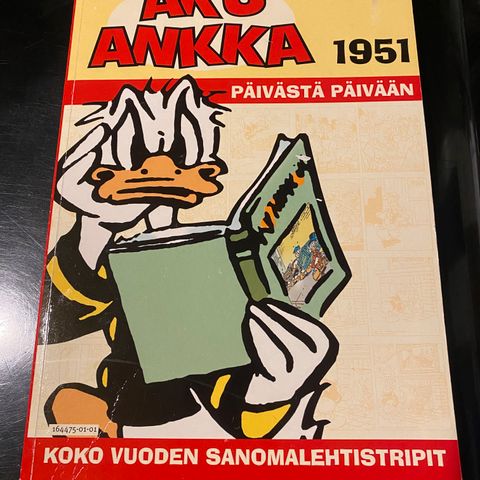 AKU
ANKKA 1951
PÄIVÄSTÄ PÄIVÄÄN
164475-01-01
KOKO VUODEN SANOMALEHTISTRIPIT